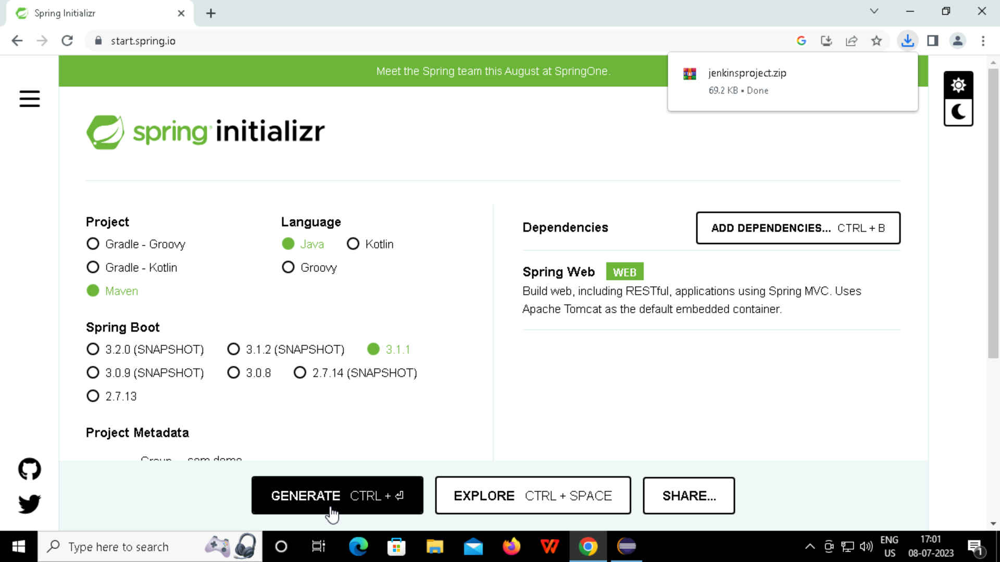 Spring Initializr
start.spring.io
Meet the Spring team this August at SpringOne.
jenkinsproject.zip
69.2 KB • Done
spring initializr
Project
Gradle - Groovy
Gradle - Kotlin
Maven
Language
Java
Kotlin
Groovy
Spring Boot
3.2.0 (SNAPSHOT)
3.1.2 (SNAPSHOT)
3.1.1
3.0.9 (SNAPSHOT)
3.0.8
2.7.14 (SNAPSHOT)
2.7.13
Project Metadata
Group com.demo
Dependencies
ADD DEPENDENCIES... CTRL + B
Spring Web WEB
Build web, including RESTful, applications using Spring MVC. Uses
Apache Tomcat as the default embedded container.
GENERATE CTRL + ⏎
EXPLORE CTRL + SPACE
SHARE...
Type here to search
ENG
US
17:01
08-07-2023
1